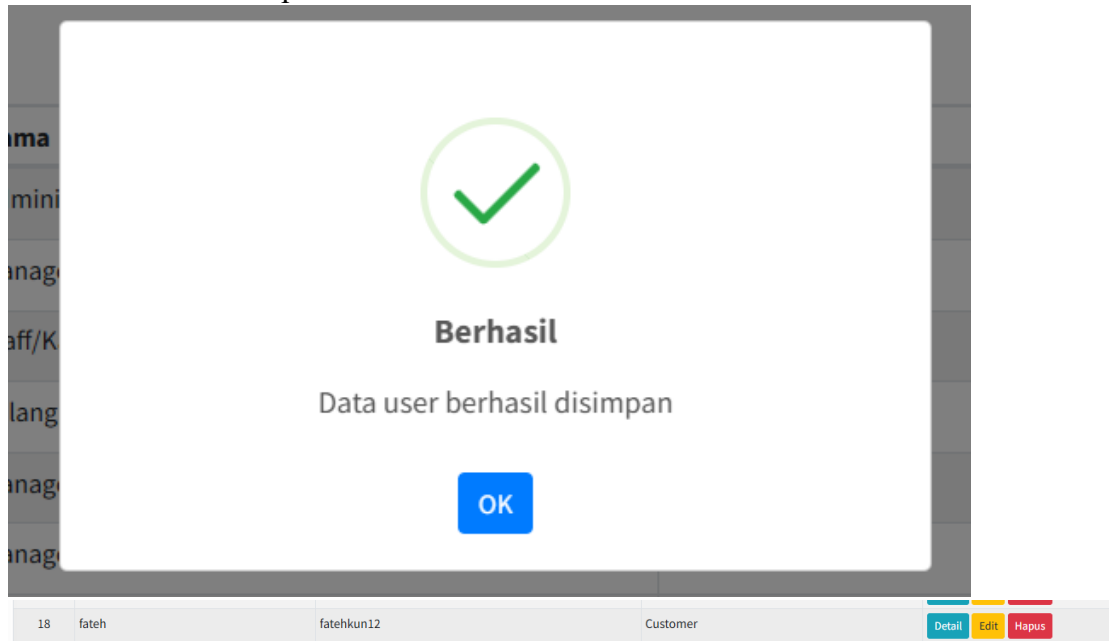 ama
mini
anag
aff/K
Berhasil
lang
Data user berhasil disimpan
anag
OK
anag
18 fateh fatehkun12 Customer Detail Edit Hapus